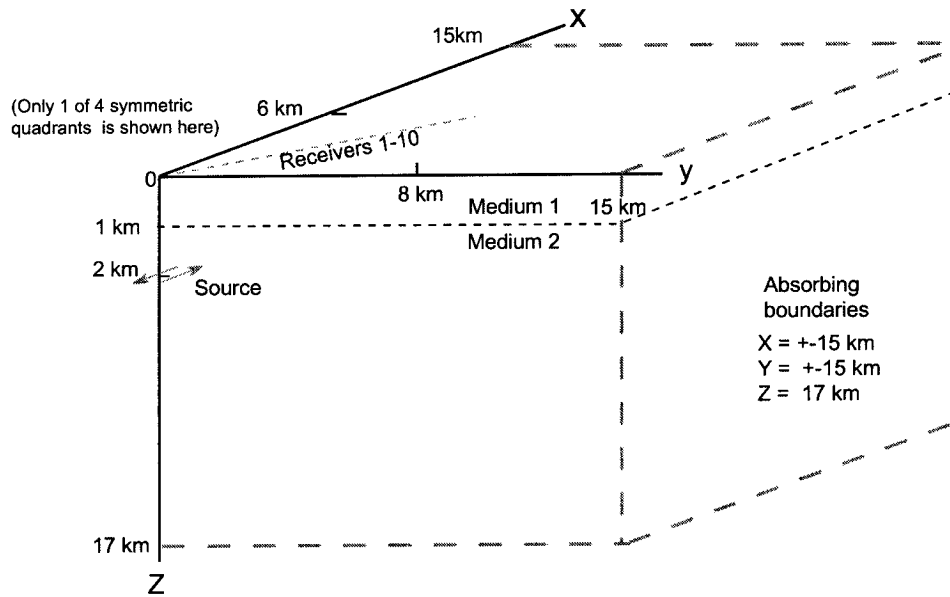 X
15km
(Only 1 of 4 symmetric
quadrants is shown here)
6 km
Receivers 1-10
0
y
8 km
Medium 1
15 km
1 km
Medium 2
2 km
Source
Absorbing
boundaries
X = +-15 km
Y = +-15 km
Z = 17 km
17 km
Z